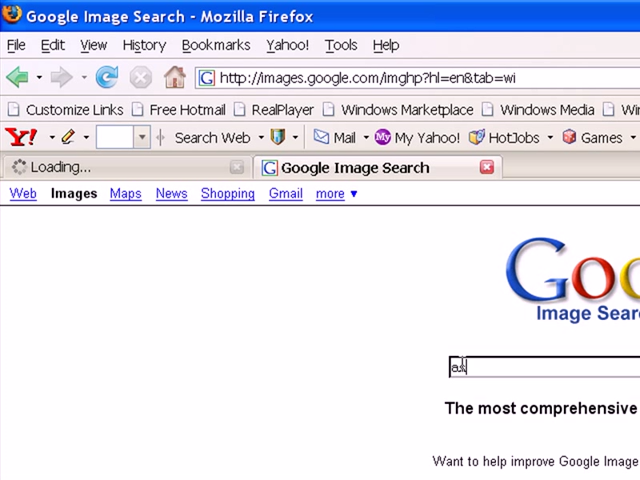 Google Image Search - Mozilla Firefox
File Edit View History Bookmarks Yahoo! Tools Help
G http://images.google.com/imghp?hl=en&tab=wi
Customize Links Free Hotmail RealPlayer Windows Marketplace Windows Media Wi
Y! Search Web Mail My My Yahoo! HotJobs Games
Loading... G Google Image Search
Web Images Maps News Shopping Gmail more ▼
Goo
Image Sear
The most comprehensive
Want to help improve Google Image